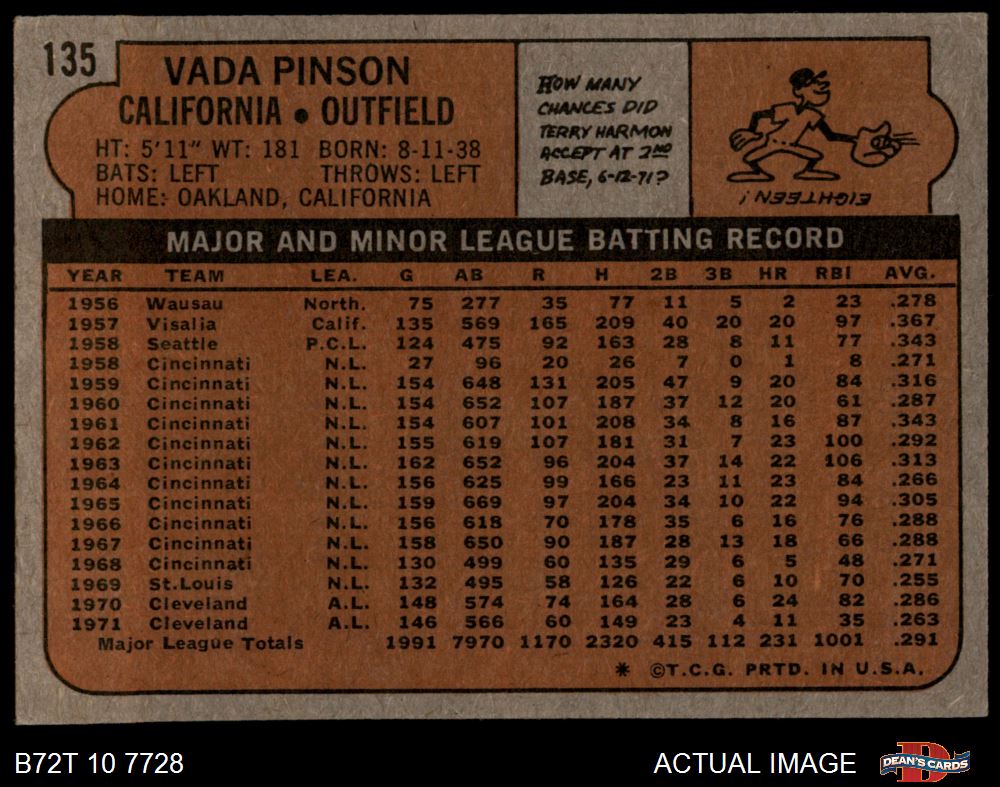 135
VADA PINSON
CALIFORNIA • OUTFIELD
HT: 5'11" WT: 181 BORN: 8-11-38
BATS: LEFT THROWS: LEFT
HOME: OAKLAND, CALIFORNIA
HOW MANY
CHANCES DID
TERRY HARMON
ACCEPT AT 2ND
BASE, 6-12-71?
EIGHTEEN!
MAJOR AND MINOR LEAGUE BATTING RECORD
YEAR TEAM LEA. G AB R H 2B 3B HR RBI AVG.
1956 Wausau North. 75 277 35 77 11 5 2 23 .278
1957 Visalia Calif. 135 569 165 209 40 20 20 97 .367
1958 Seattle P.C.L. 124 475 92 163 28 8 11 77 .343
1958 Cincinnati N.L. 27 96 20 26 7 0 1 8 .271
1959 Cincinnati N.L. 154 648 131 205 47 9 20 84 .316
1960 Cincinnati N.L. 154 652 107 187 37 12 20 61 .287
1961 Cincinnati N.L. 154 607 101 208 34 8 16 87 .343
1962 Cincinnati N.L. 155 619 107 181 31 7 23 100 .292
1963 Cincinnati N.L. 162 652 96 204 37 14 22 106 .313
1964 Cincinnati N.L. 156 625 99 166 23 11 23 84 .266
1965 Cincinnati N.L. 159 669 97 204 34 10 22 94 .305
1966 Cincinnati N.L. 156 618 70 178 35 6 16 76 .288
1967 Cincinnati N.L. 158 650 90 187 28 13 18 66 .288
1968 Cincinnati N.L. 130 499 60 135 29 6 5 48 .271
1969 St.Louis N.L. 132 495 58 126 22 6 10 70 .255
1970 Cleveland A.L. 148 574 74 164 28 6 24 82 .286
1971 Cleveland A.L. 146 566 60 149 23 4 11 35 .263
Major League Totals 1991 7970 1170 2320 415 112 231 1001 .291
* ©T.C.G. PRTD. IN U.S.A.
B72T 10 7728
ACTUAL IMAGE
DEAN'S CARDS